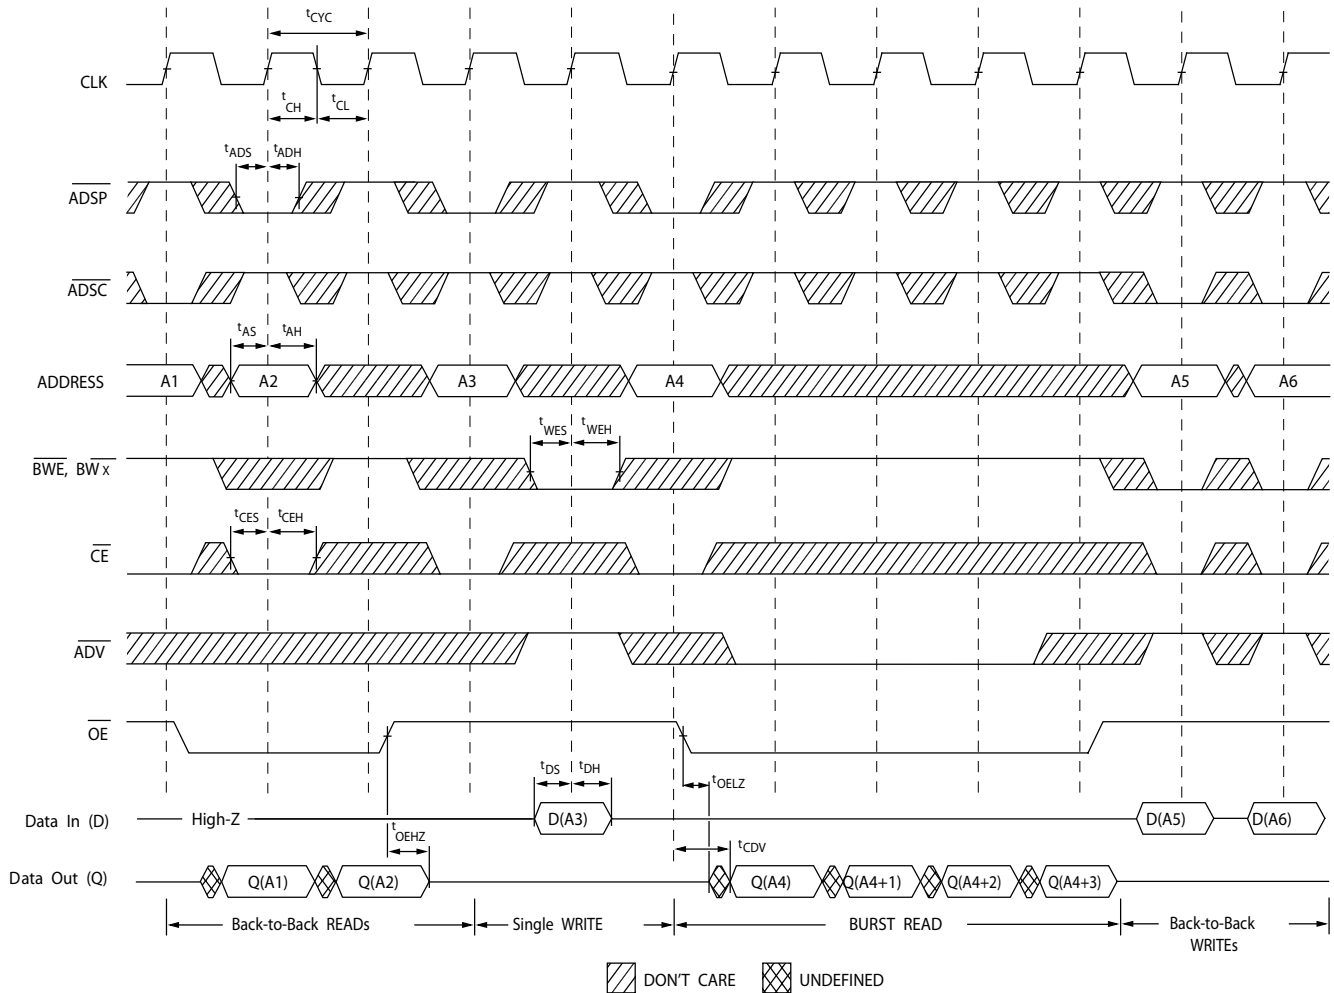 tCYC
CLK
tCH tCL
tADS tADH
ADSP
ADSC
tAS tAH
ADDRESS A1 A2 A3 A4 A5 A6
tWES tWEH
BWE, BWx
tCES tCEH
CE
ADV
OE
tDS tDH tOELZ
Data In (D) High-Z D(A3) D(A5) D(A6)
tOEHZ tCDV
Data Out (Q) Q(A1) Q(A2) Q(A4) Q(A4+1) Q(A4+2) Q(A4+3)
Back-to-Back READs Single WRITE BURST READ Back-to-Back
WRITEs
DON'T CARE UNDEFINED